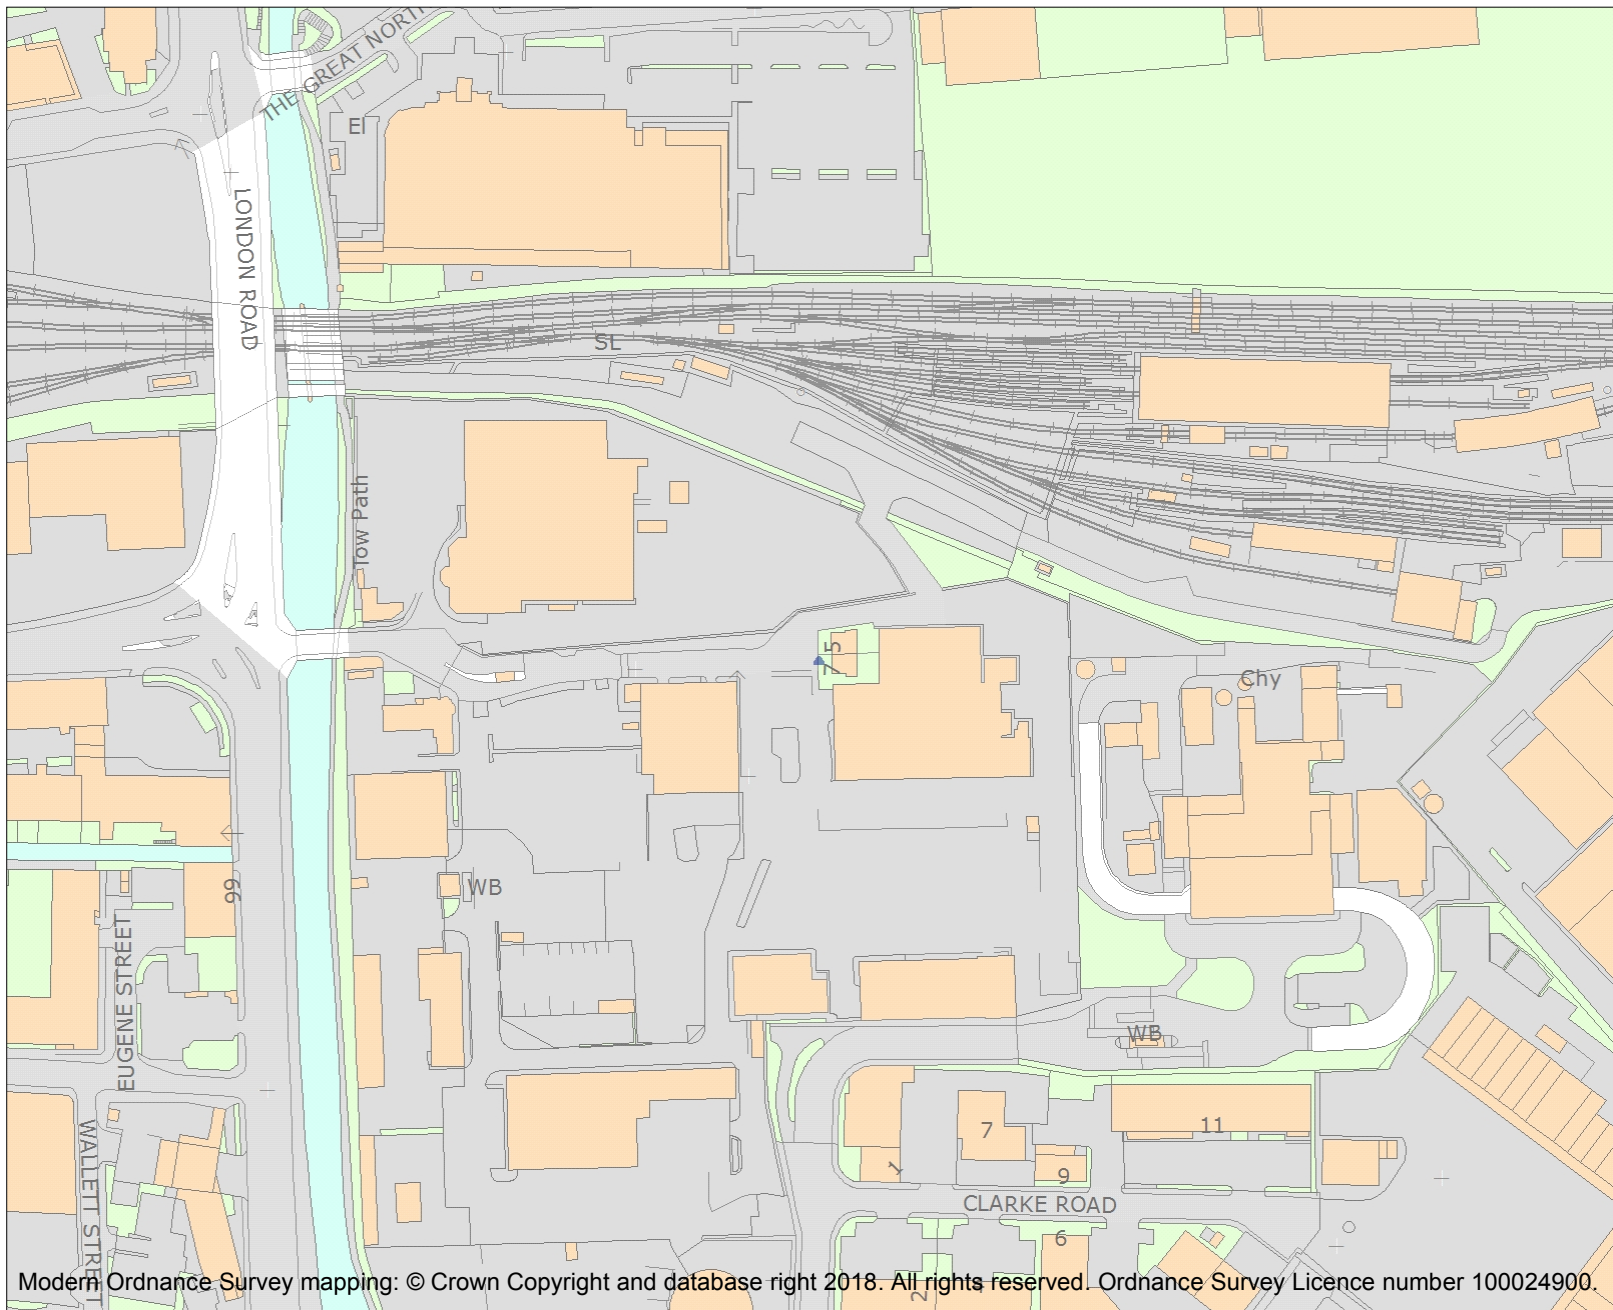 THE GREAT NORTH
El
LONDON ROAD
SL
Tow Path
75
Chy
99
WB
EUGENE STREET
WB
WALLETT STREET
1
7
9
11
CLARKE ROAD
6
2
Modern Ordnance Survey mapping: © Crown Copyright and database right 2018. All rights reserved. Ordnance Survey Licence number 100024900.